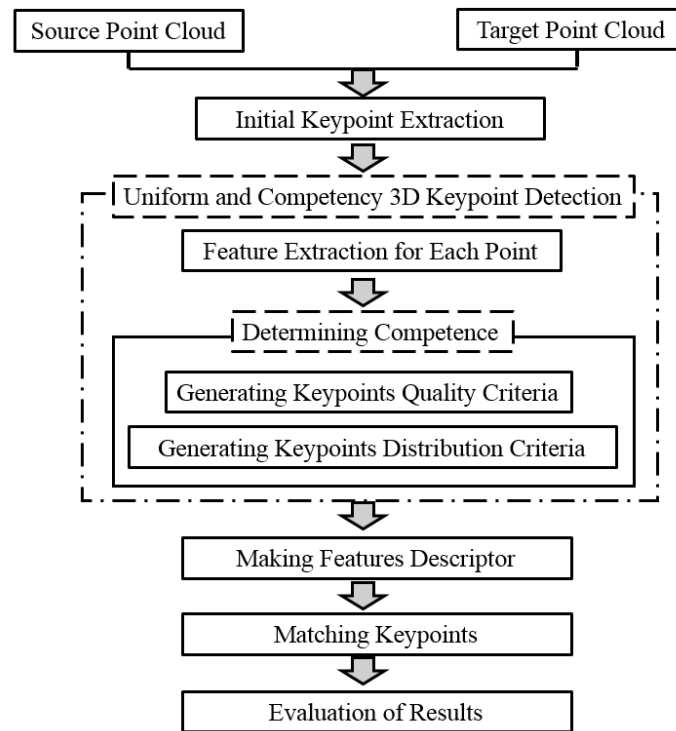 Source Point Cloud
Target Point Cloud
Initial Keypoint Extraction
Uniform and Competency 3D Keypoint Detection
Feature Extraction for Each Point
Determining Competence
Generating Keypoints Quality Criteria
Generating Keypoints Distribution Criteria
Making Features Descriptor
Matching Keypoints
Evaluation of Results